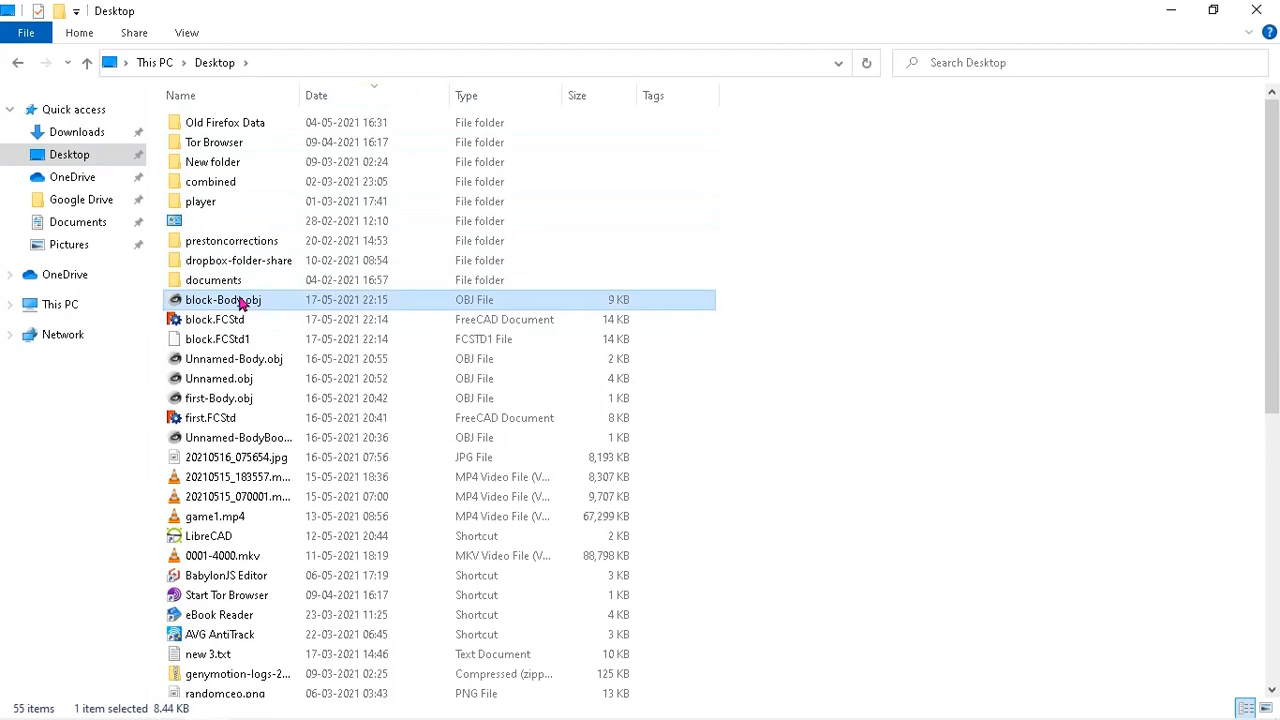 Desktop
File Home Share View
This PC Desktop Search Desktop
Name Date Type Size Tags
Quick access
Downloads
Desktop
OneDrive
Google Drive
Documents
Pictures
OneDrive
This PC
Network
Old Firefox Data 04-05-2021 16:31 File folder
Tor Browser 09-04-2021 16:17 File folder
New folder 09-03-2021 02:24 File folder
combined 02-03-2021 23:05 File folder
player 01-03-2021 17:41 File folder
28-02-2021 12:10 File folder
prestoncorrections 20-02-2021 14:53 File folder
dropbox-folder-share 10-02-2021 08:54 File folder
documents 04-02-2021 16:57 File folder
block-Body.obj 17-05-2021 22:15 OBJ File 9 KB
block.FCStd 17-05-2021 22:14 FreeCAD Document 14 KB
block.FCStd1 17-05-2021 22:14 FCSTD1 File 14 KB
Unnamed-Body.obj 16-05-2021 20:55 OBJ File 2 KB
Unnamed.obj 16-05-2021 20:52 OBJ File 4 KB
first-Body.obj 16-05-2021 20:42 OBJ File 1 KB
first.FCStd 16-05-2021 20:41 FreeCAD Document 8 KB
Unnamed-BodyBoo... 16-05-2021 20:36 OBJ File 1 KB
20210516_075654.jpg 16-05-2021 07:56 JPG File 8,193 KB
20210515_183557.m... 15-05-2021 18:36 MP4 Video File (V... 8,307 KB
20210515_070001.m... 15-05-2021 07:00 MP4 Video File (V... 9,707 KB
game1.mp4 13-05-2021 08:56 MP4 Video File (V... 67,299 KB
LibreCAD 12-05-2021 20:44 Shortcut 2 KB
0001-4000.mkv 11-05-2021 18:19 MKV Video File (V... 88,798 KB
BabylonJS Editor 06-05-2021 17:19 Shortcut 3 KB
Start Tor Browser 09-04-2021 16:17 Shortcut 1 KB
eBook Reader 23-03-2021 11:25 Shortcut 4 KB
AVG AntiTrack 22-03-2021 06:45 Shortcut 3 KB
new 3.txt 17-03-2021 14:46 Text Document 10 KB
genymotion-logs-2... 09-03-2021 02:25 Compressed (zipp... 125 KB
randomceo.png 06-03-2021 03:43 PNG File 13 KB
55 items 1 item selected 8.44 KB